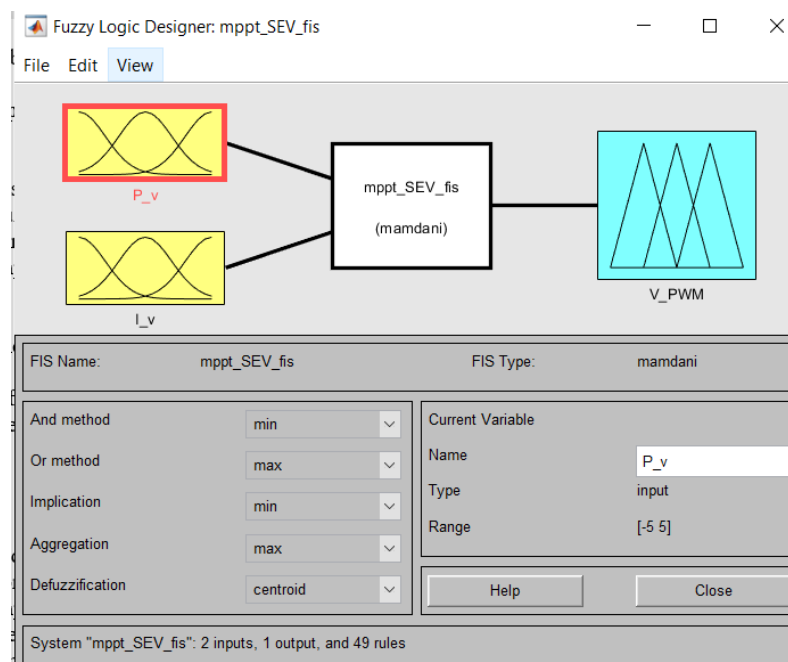 Fuzzy Logic Designer: mppt_SEV_fis
File Edit View
P_v
mppt_SEV_fis
(mamdani)
I_v
V_PWM
FIS Name: mppt_SEV_fis FIS Type: mamdani
And method min
Or method max
Implication min
Aggregation max
Defuzzification centroid
Current Variable
Name P_v
Type input
Range [-5 5]
Help Close
System "mppt_SEV_fis": 2 inputs, 1 output, and 49 rules